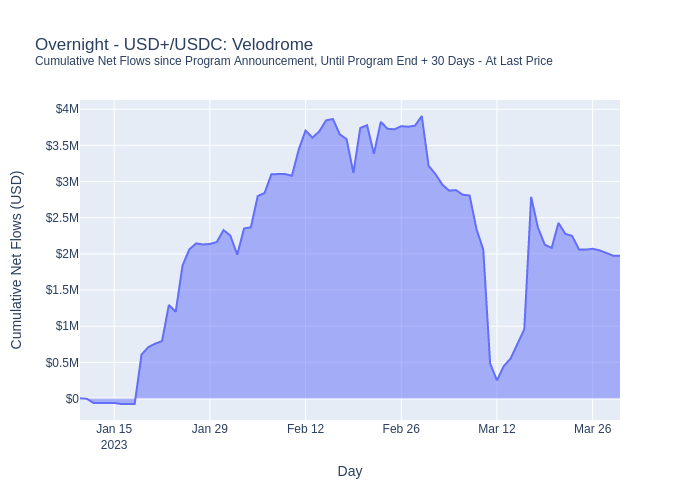 Overnight - USD+/USDC: Velodrome
Cumulative Net Flows since Program Announcement, Until Program End + 30 Days - At Last Price
Cumulative Net Flows (USD)
$4M
$3.5M
$3M
$2.5M
$2M
$1.5M
$1M
$0.5M
$0
Jan 15
2023
Jan 29
Feb 12
Feb 26
Mar 12
Mar 26
Day